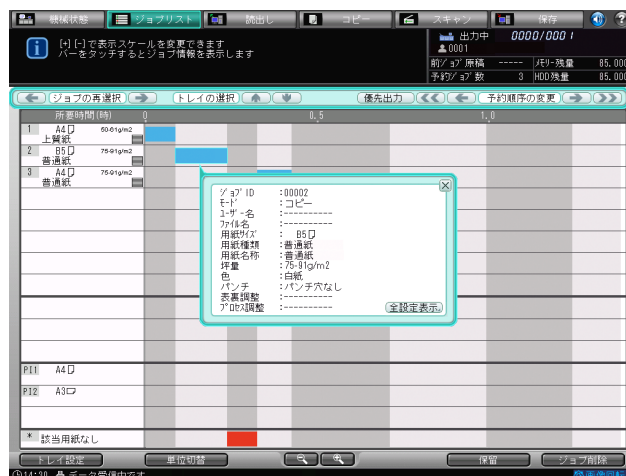 機械状態 ジョブリスト 読出し コピー スキャン 保存
[+] [-]で表示スケールを変更できます
バーをタッチするとジョブ情報を表示します
出力中 0000/0001
0001
前ジョブ原稿 ----- メモリー残量 85.000
予約ジョブ数 3 HDD残量 85.000
ジョブの再選択 トレイの選択 優先出力 予約順序の変更
所要時間(時) 0 0.5 1.0
1 A4 60-61g/m2
上質紙
2 B5 75-91g/m2
普通紙
3 A4 75-91g/m2
普通紙
ジョブID :00002
モード :コピー
ユーザー名 :----------
ファイル名 :----------
用紙サイズ : B5
用紙種類 :普通紙
用紙名称 :普通紙
坪量 :75-91g/m2
色 :白紙
パンチ :パンチ穴なし
表裏調整 :----------
プロセス調整 :----------
全設定表示
PI1 A4
PI2 A3
* 該当用紙なし
トレイ設定 単位切替 保留 ジョブ削除
14:20 データ受信中です 画像回転